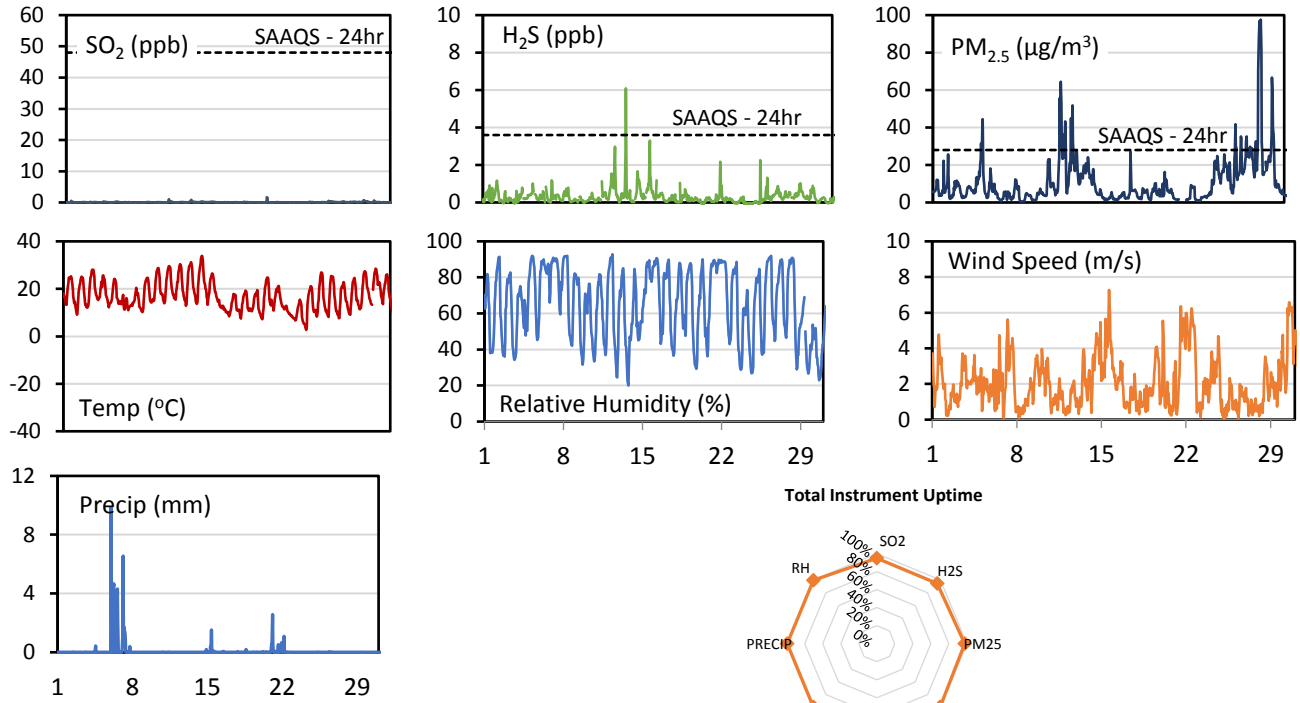 60
50
40
30
20
10
0
SO2 (ppb)
SAAQS - 24hr
10
8
6
4
2
0
H2S (ppb)
SAAQS - 24hr
100
80
60
40
20
0
PM2.5 (µg/m³)
SAAQS - 24hr
40
20
0
-20
-40
Temp (oC)
100
80
60
40
20
0
Relative Humidity (%)
1 8 15 22 29
10
8
6
4
2
0
Wind Speed (m/s)
1 8 15 22 29
12
8
4
0
Precip (mm)
1 8 15 22 29
Total Instrument Uptime
100%
80%
60%
40%
20%
0%
SO2
H2S
PM25
PRECIP
RH